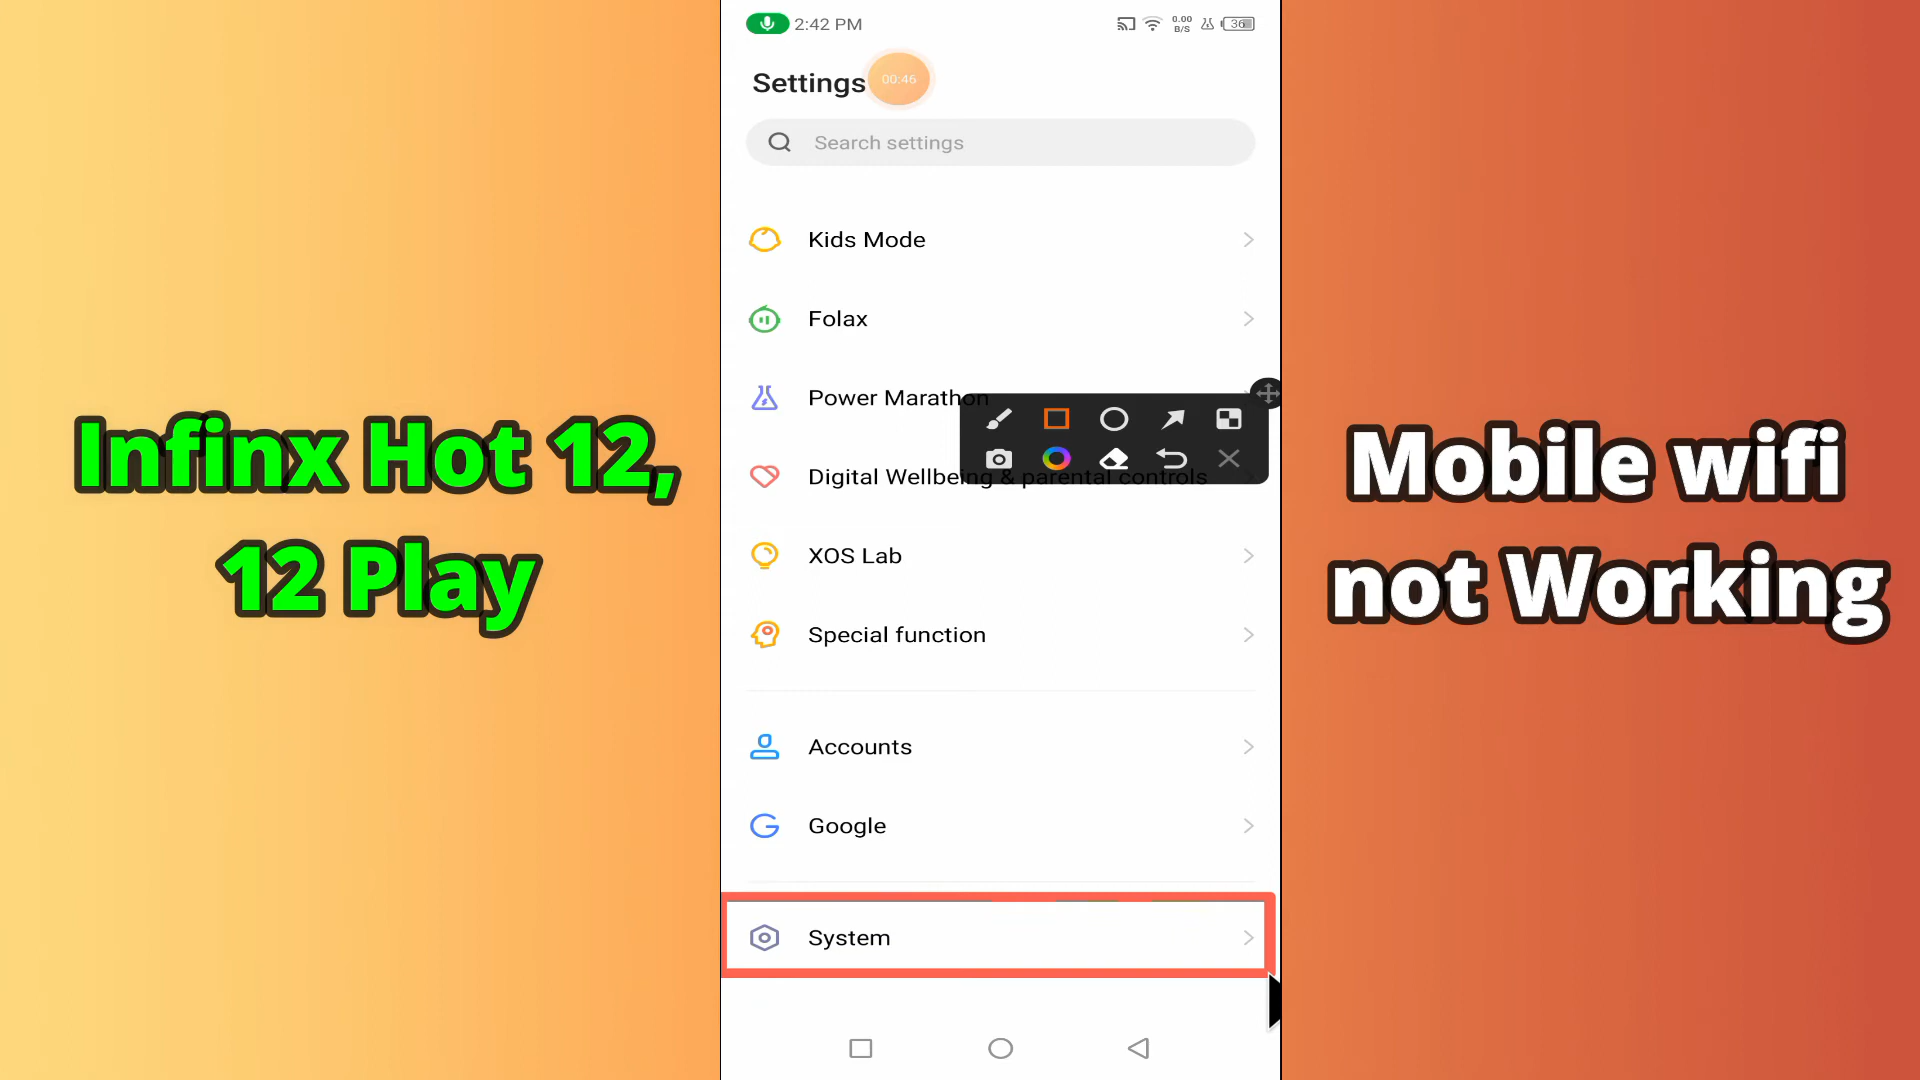 2:42 PM
0.00
B/S
36
Settings
00:46
Search settings
Kids Mode
Folax
Power Marathon
Digital Wellbeing & parental controls
XOS Lab
Special function
Accounts
Google
System
Infinx Hot 12,
12 Play
Mobile wifi
not Working